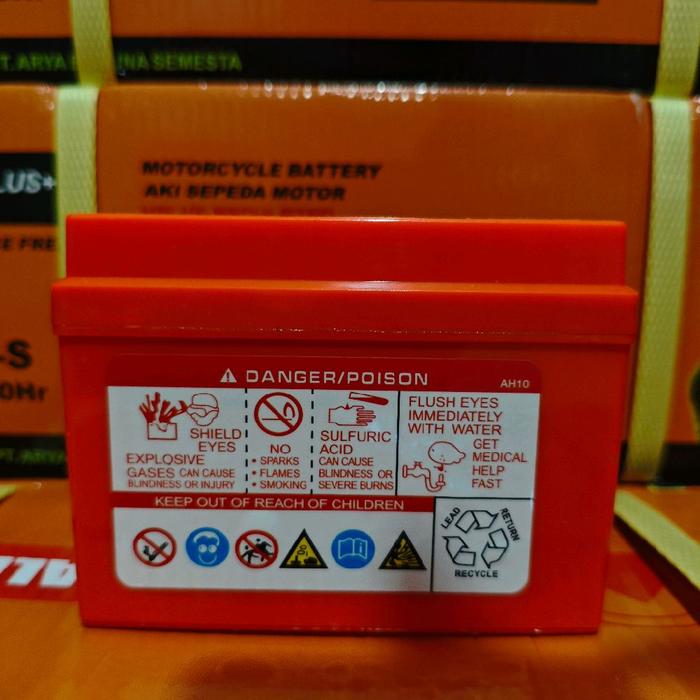 T. ARYA
NA SEMESTA
LUS+
MOTORCYCLE BATTERY
AKI SEPEDA MOTOR
E FRE
-S
0Hr
PT. ARYA
DANGER/POISON
AH10
SHIELD
EYES
EXPLOSIVE
GASES CAN CAUSE
BLINDNESS OR INJURY
NO
• SPARKS
• FLAMES
• SMOKING
SULFURIC
ACID
CAN CAUSE
BLINDNESS OR
SEVERE BURNS
FLUSH EYES
IMMEDIATELY
WITH WATER
GET
MEDICAL
HELP
FAST
KEEP OUT OF REACH OF CHILDREN
LEAD
RETURN
RECYCLE